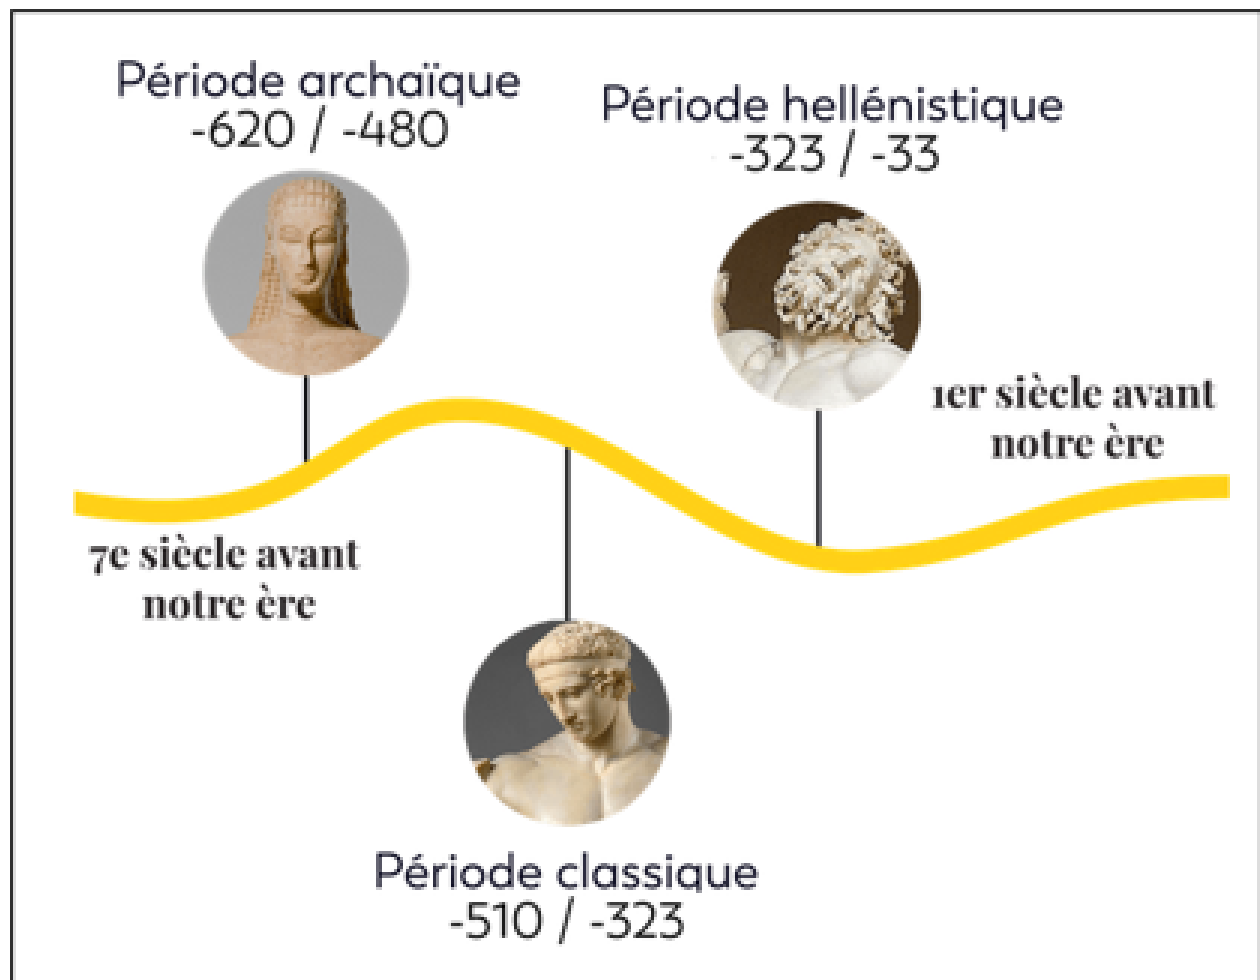 Période archaïque
-620 / -480
Période hellénistique
-323 / -33
1er siècle avant
notre ère
7e siècle avant
notre ère
Période classique
-510 / -323